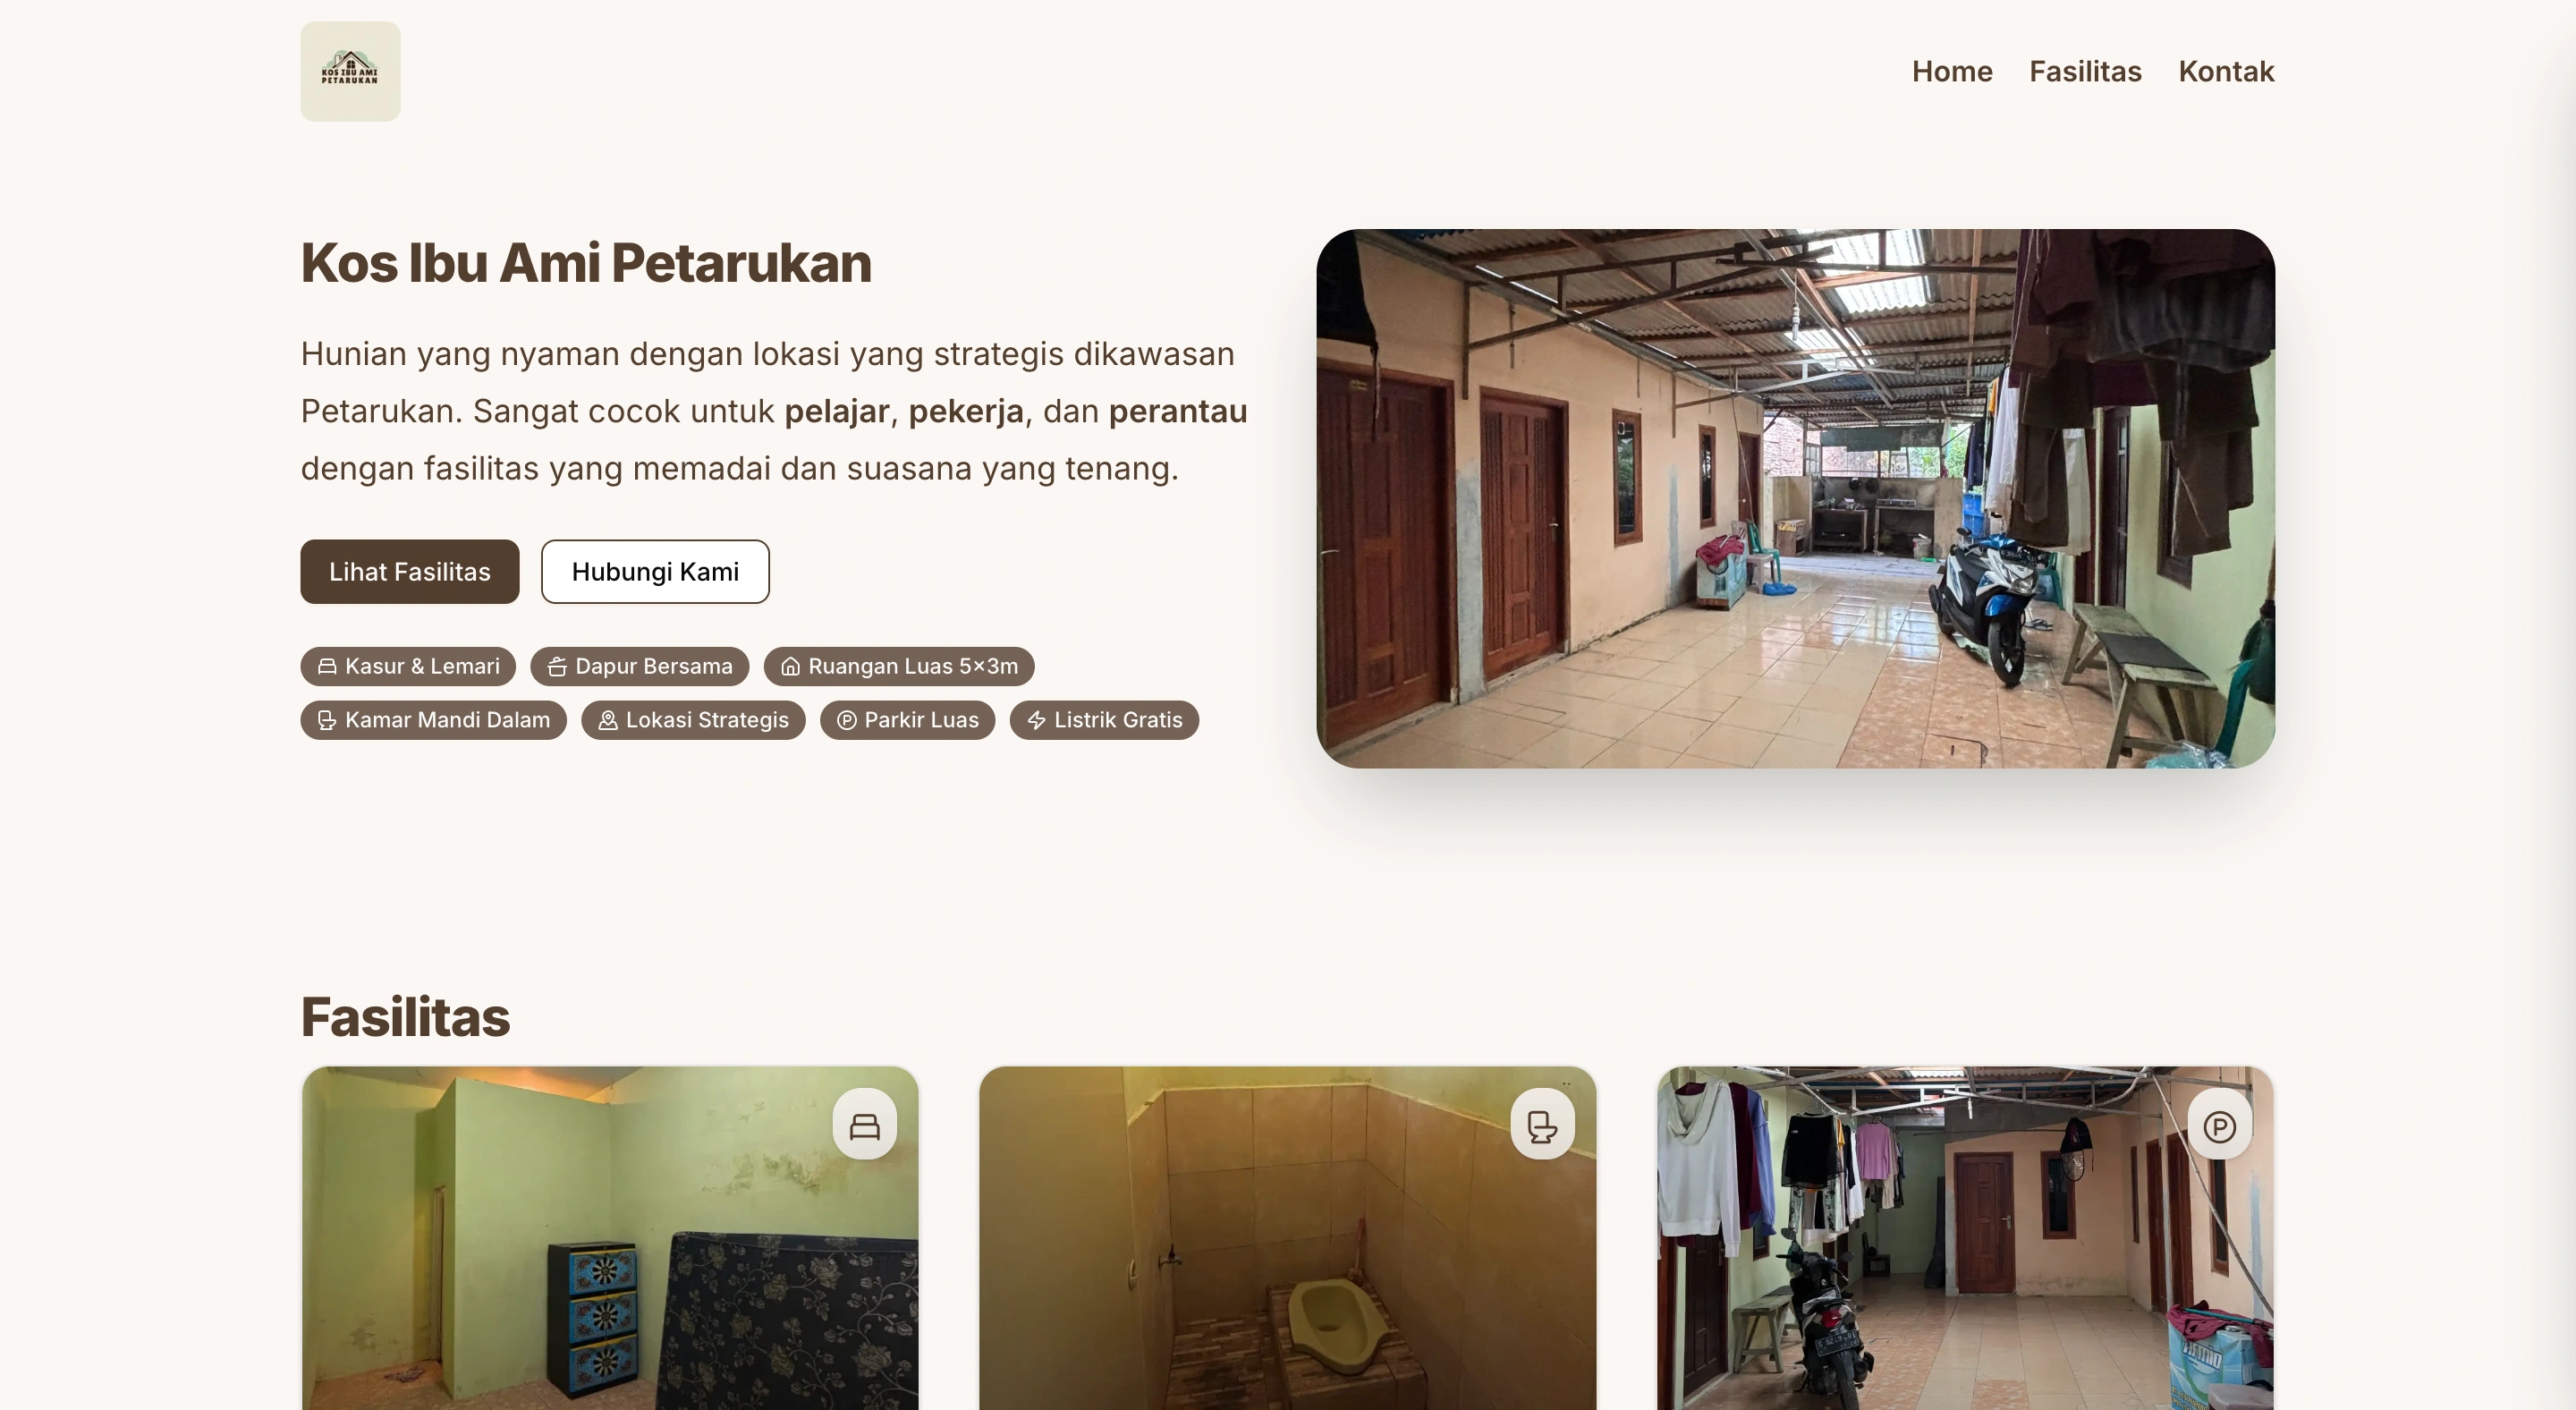 KOS IBU AMI
PETARUKAN
Home Fasilitas Kontak
Kos Ibu Ami Petarukan
Hunian yang nyaman dengan lokasi yang strategis dikawasan
Petarukan. Sangat cocok untuk pelajar, pekerja, dan perantau
dengan fasilitas yang memadai dan suasana yang tenang.
Lihat Fasilitas Hubungi Kami
Kasur & Lemari Dapur Bersama Ruangan Luas 5×3m
Kamar Mandi Dalam Lokasi Strategis Parkir Luas Listrik Gratis
Fasilitas
P